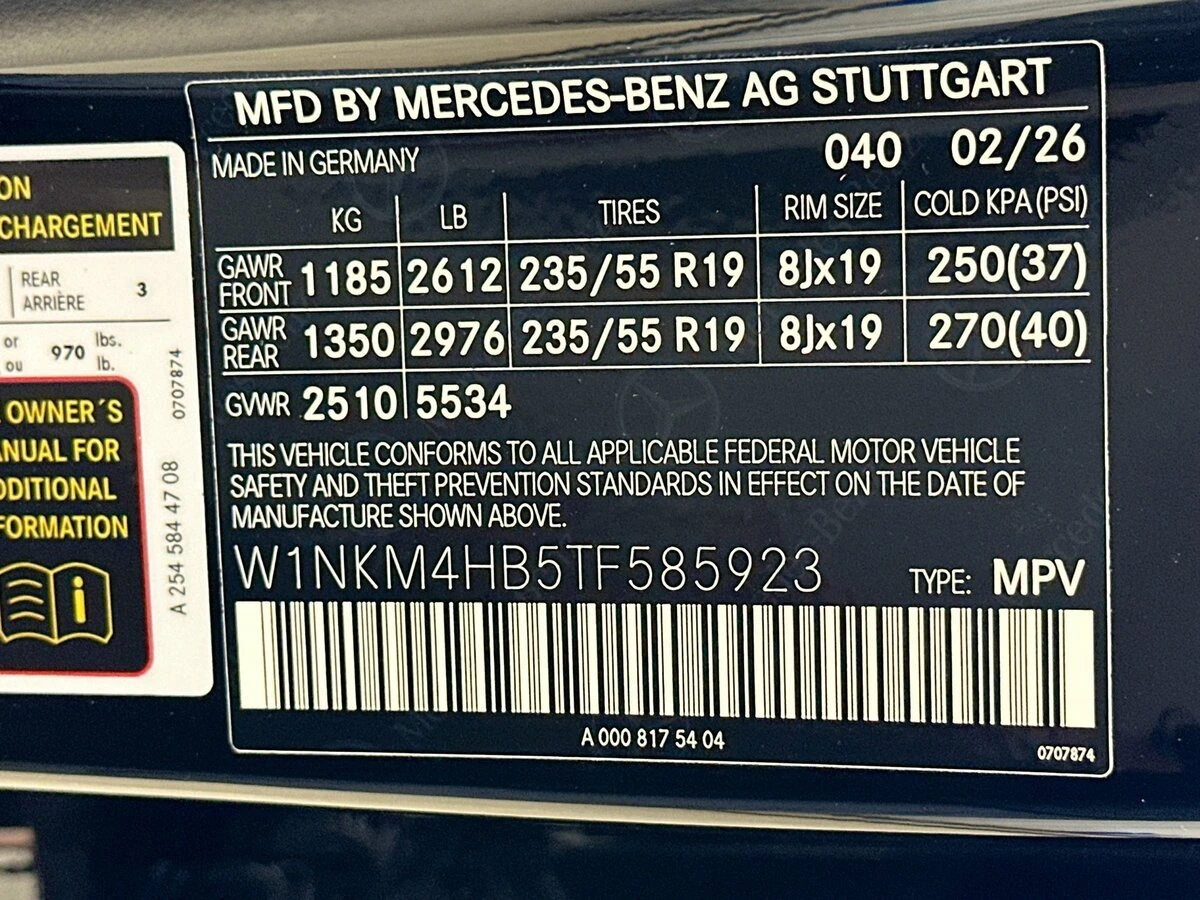 MFD BY MERCEDES-BENZ AG STUTTGART
MADE IN GERMANY 040 02/26
KG LB TIRES RIM SIZE COLD KPA (PSI)
GAWR FRONT 1185 2612 235/55 R19 8Jx19 250(37)
GAWR REAR 1350 2976 235/55 R19 8Jx19 270(40)
GVWR 2510 5534
THIS VEHICLE CONFORMS TO ALL APPLICABLE FEDERAL MOTOR VEHICLE
SAFETY AND THEFT PREVENTION STANDARDS IN EFFECT ON THE DATE OF
MANUFACTURE SHOWN ABOVE.
W1NKM4HB5TF585923 TYPE: MPV
A 000 817 54 04
0707874
ON
CHARGEMENT
REAR
ARRIÈRE 3
or
ou 970 lbs.
lb.
OWNER´S
ANUAL FOR
DDITIONAL
FORMATION
i
A 254 584 47 08
0707874